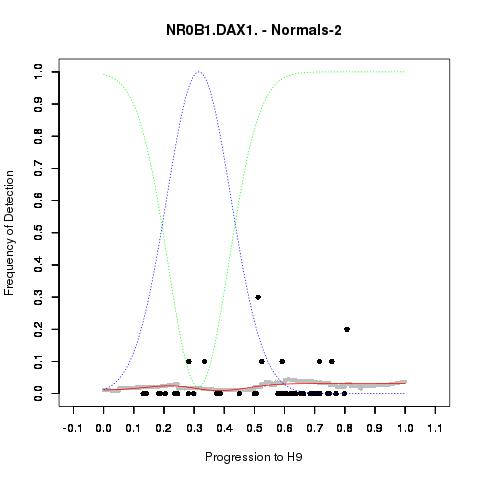 NR0B1.DAX1. - Normals-2
Frequency of Detection
1.0
0.9
0.8
0.7
0.6
0.5
0.4
0.3
0.2
0.1
0.0
-0.1 0.0 0.1 0.2 0.3 0.4 0.5 0.6 0.7 0.8 0.9 1.0 1.1
Progression to H9